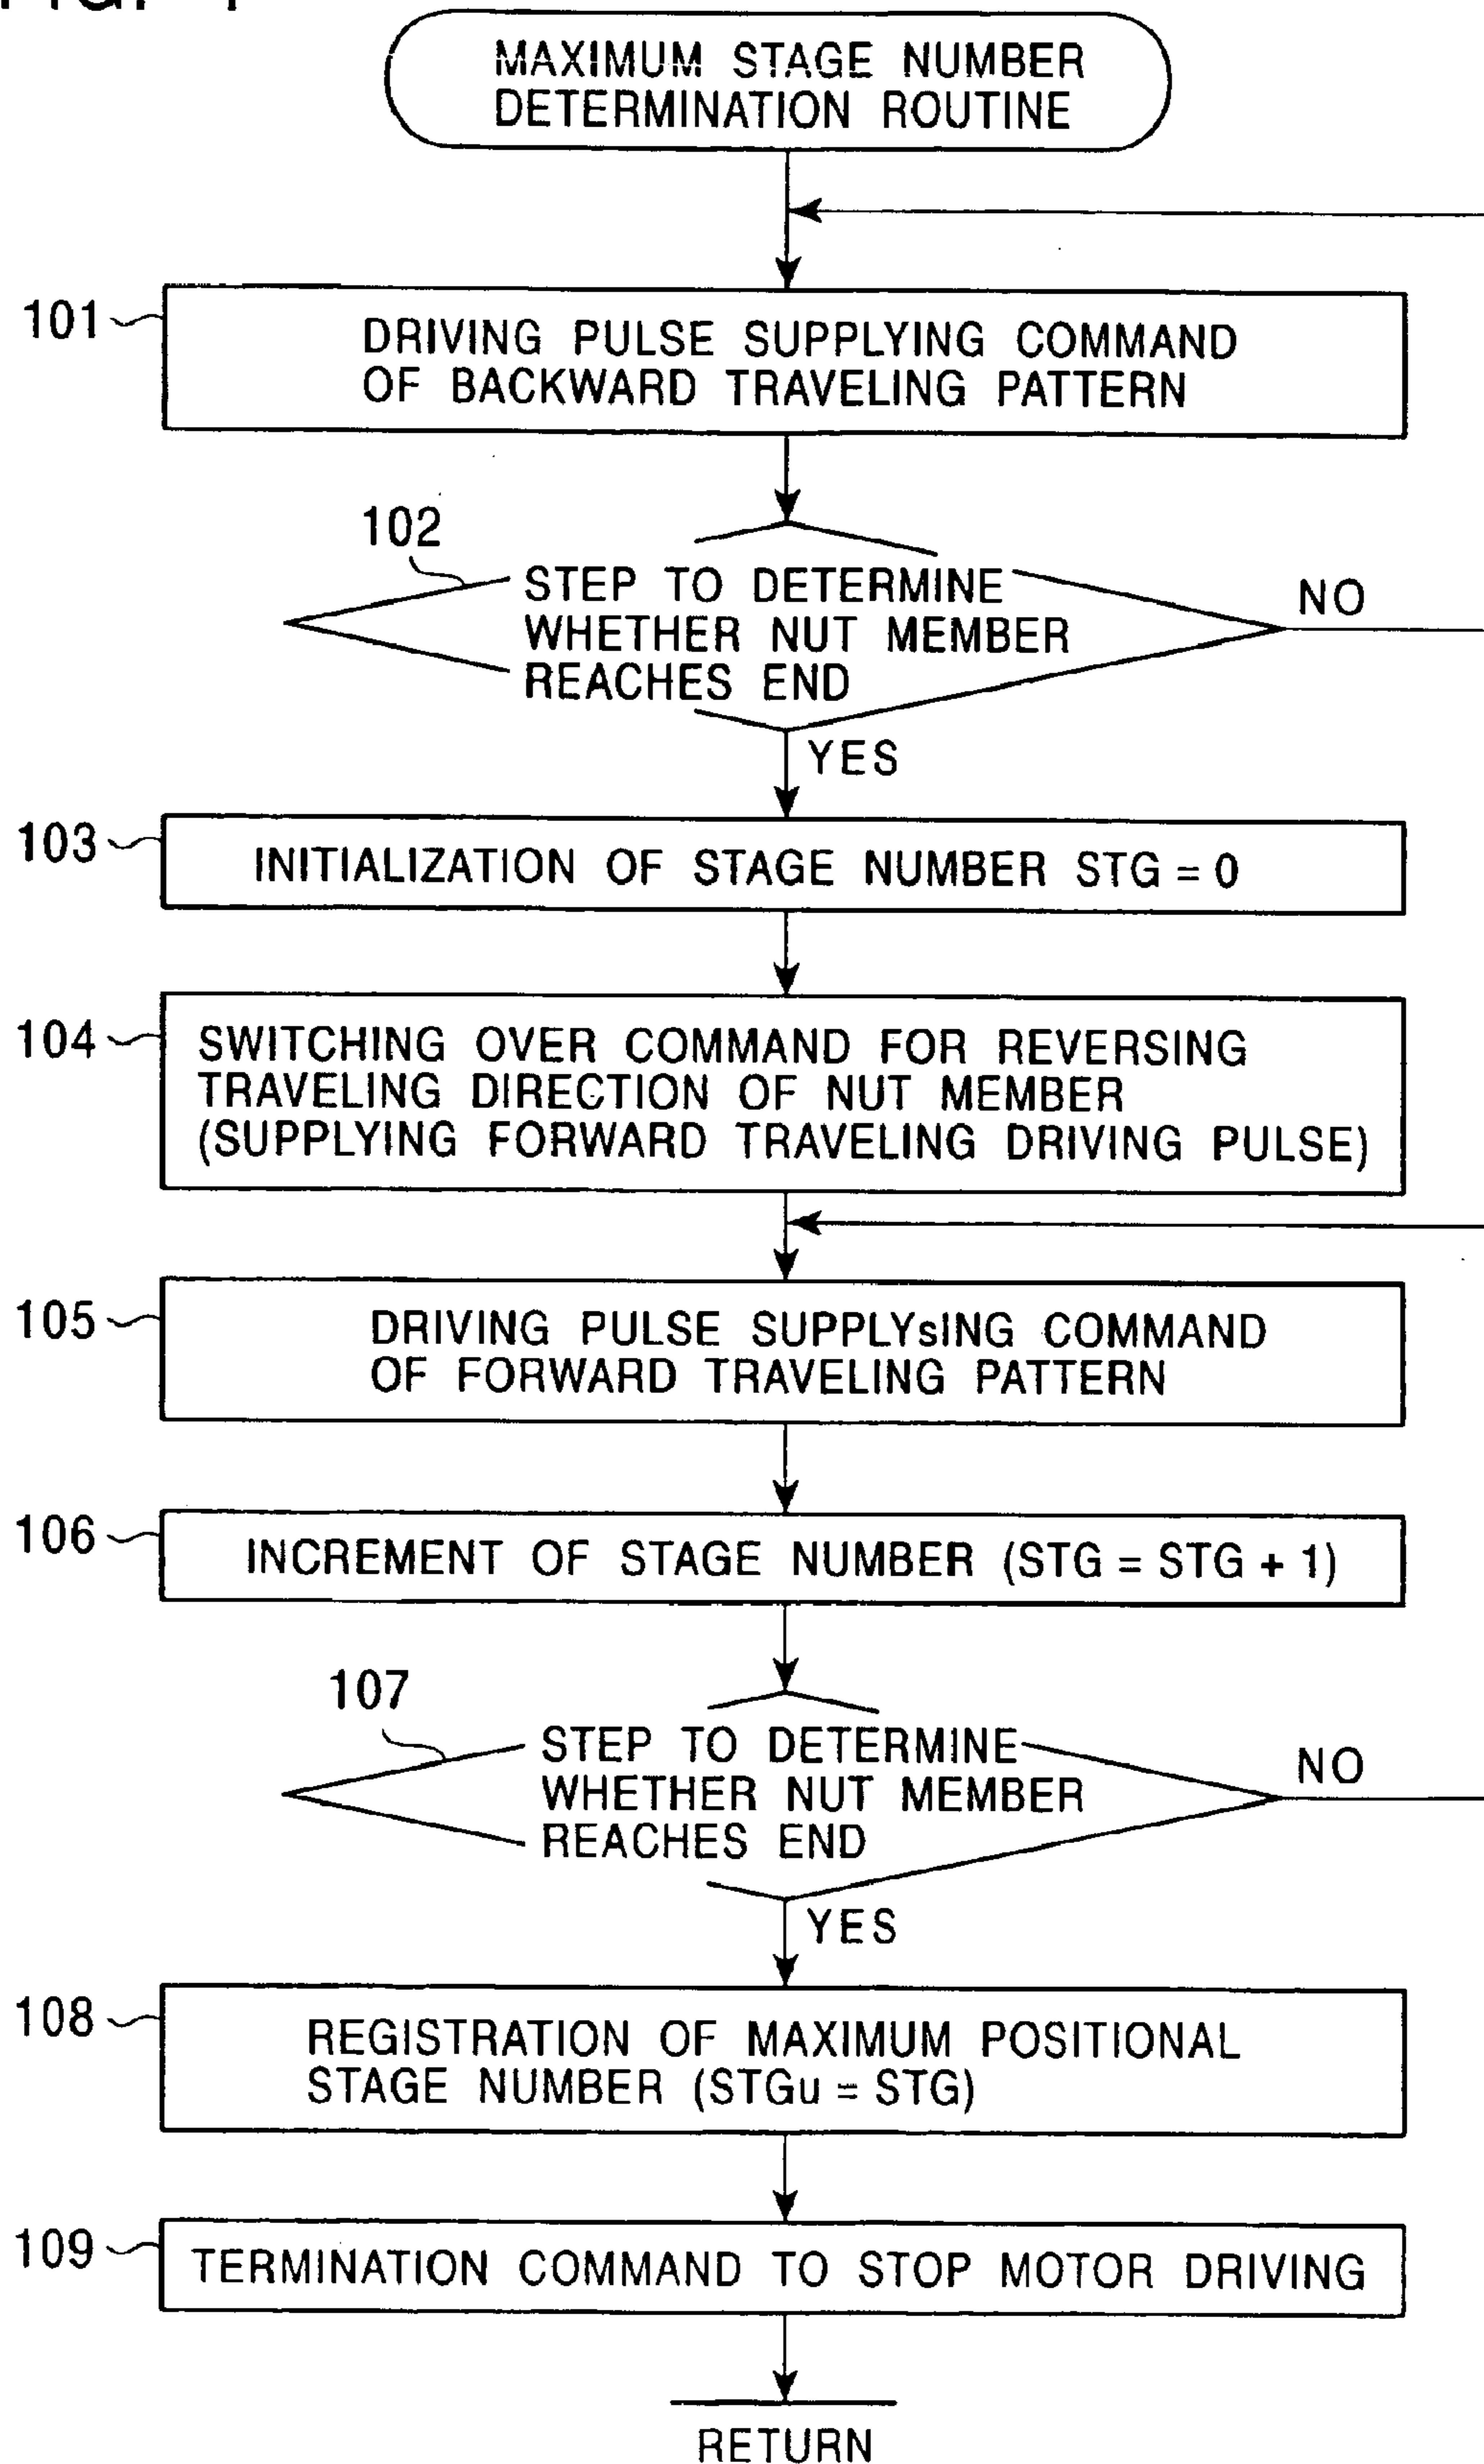 MAXIMUM STAGE NUMBER
DETERMINATION ROUTINE
101
DRIVING PULSE SUPPLYING COMMAND
OF BACKWARD TRAVELING PATTERN
102
STEP TO DETERMINE
WHETHER NUT MEMBER
REACHES END
NO
YES
103
INITIALIZATION OF STAGE NUMBER STG = 0
104
SWITCHING OVER COMMAND FOR REVERSING
TRAVELING DIRECTION OF NUT MEMBER
(SUPPLYING FORWARD TRAVELING DRIVING PULSE)
105
DRIVING PULSE SUPPLYsING COMMAND
OF FORWARD TRAVELING PATTERN
106
INCREMENT OF STAGE NUMBER (STG = STG + 1)
107
STEP TO DETERMINE
WHETHER NUT MEMBER
REACHES END
NO
YES
108
REGISTRATION OF MAXIMUM POSITIONAL
STAGE NUMBER (STGu = STG)
109
TERMINATION COMMAND TO STOP MOTOR DRIVING
RETURN